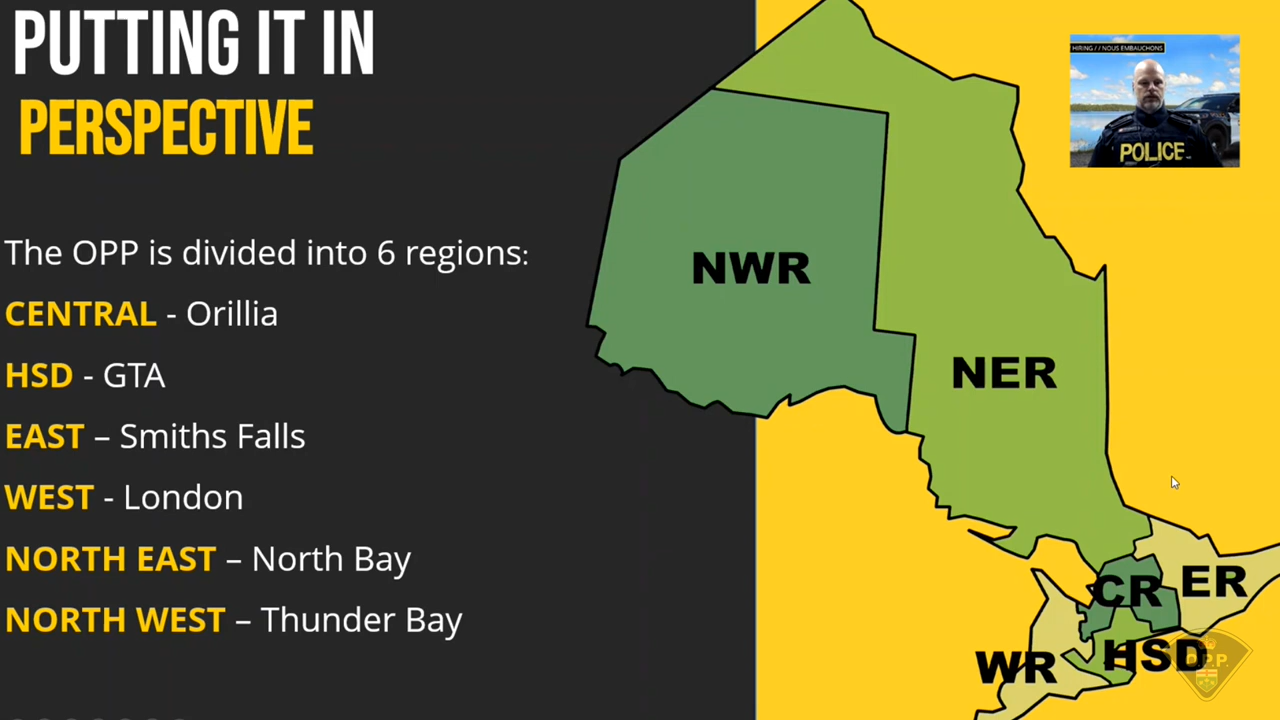 PUTTING IT IN
PERSPECTIVE
The OPP is divided into 6 regions:
CENTRAL - Orillia
HSD - GTA
EAST – Smiths Falls
WEST - London
NORTH EAST – North Bay
NORTH WEST – Thunder Bay
HIRING // NOUS EMBAUCHONS
POLICE
NWR
NER
CR
ER
WR
HSD
O.P.P.